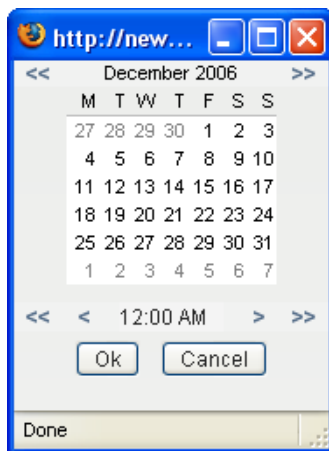 http://new...
<< December 2006 >>
M T W T F S S
27 28 29 30 1 2 3
4 5 6 7 8 9 10
11 12 13 14 15 16 17
18 19 20 21 22 23 24
25 26 27 28 29 30 31
1 2 3 4 5 6 7
<< < 12:00 AM > >>
Ok Cancel
Done